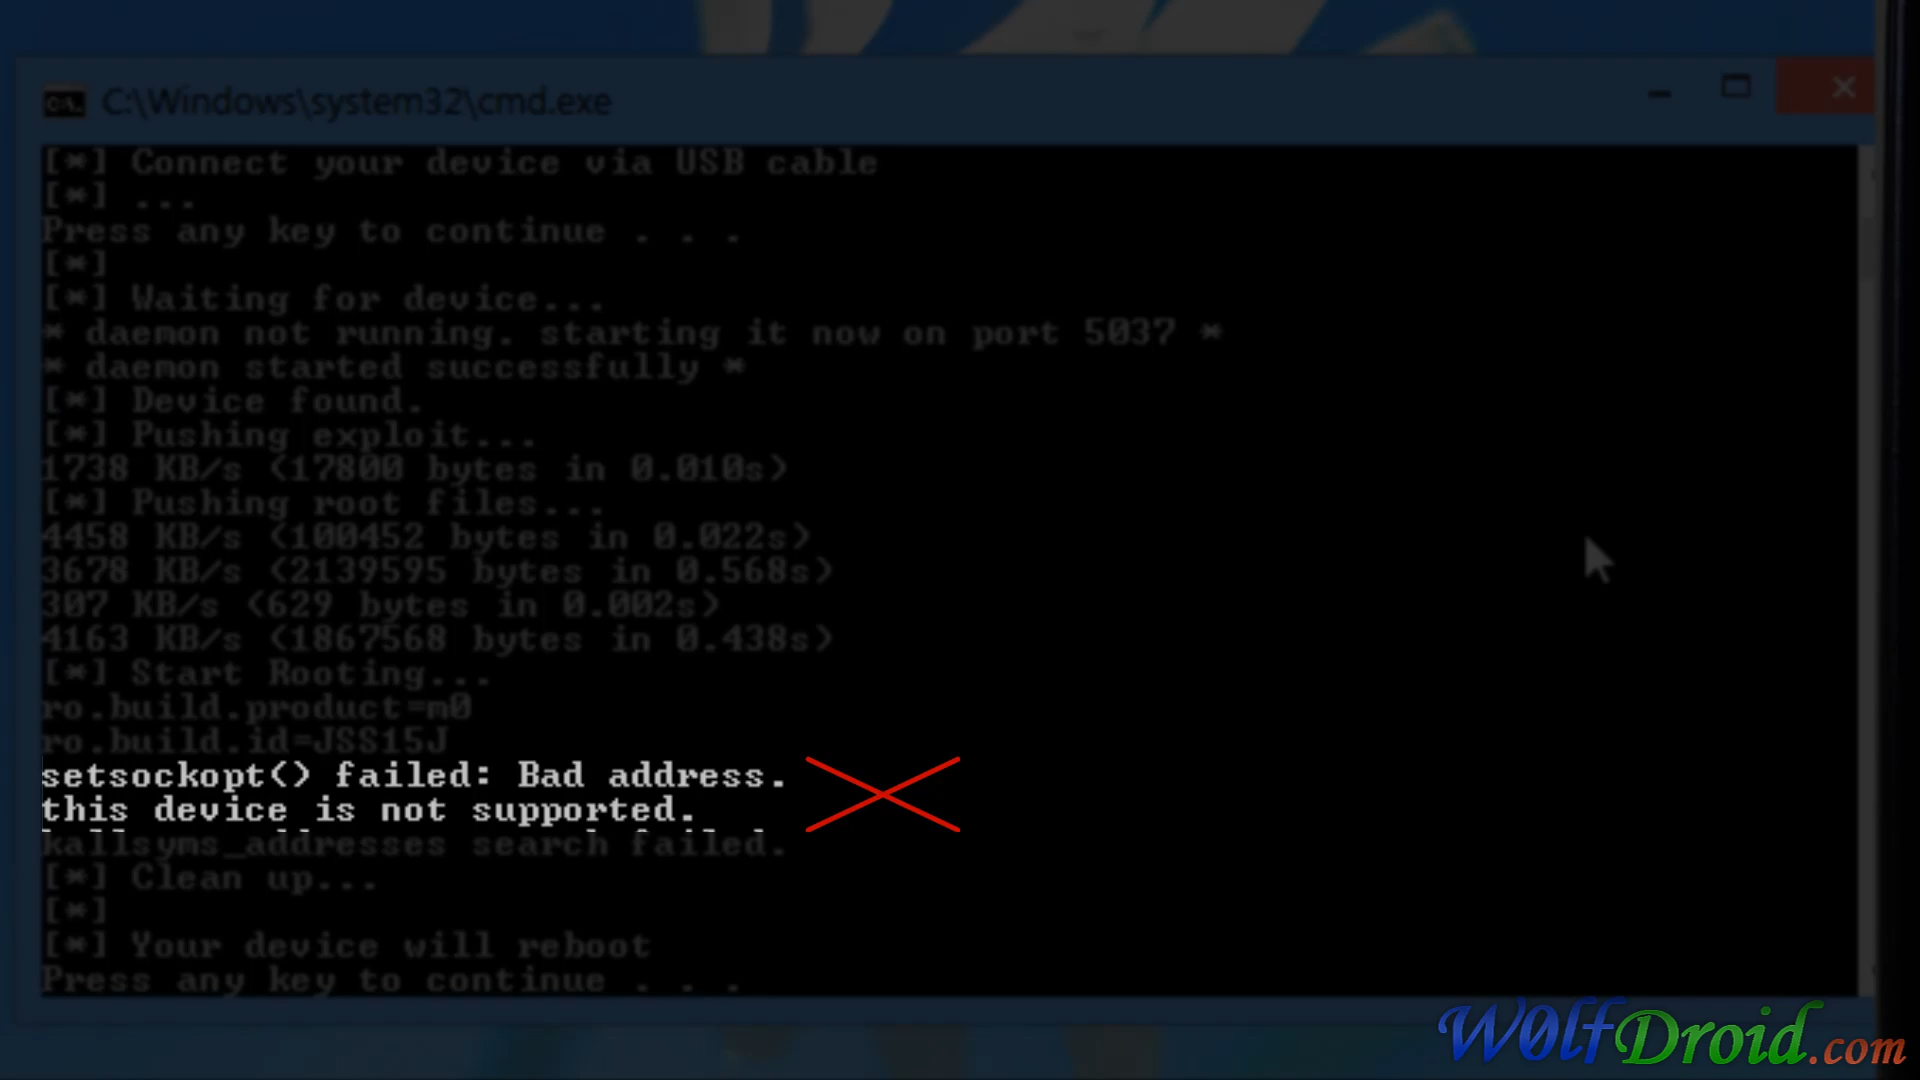 C:\Windows\system32\cmd.exe
[*] Connect your device via USB cable
[*] ...
Press any key to continue . . .
[*]
[*] Waiting for device...
* daemon not running. starting it now on port 5037 *
* daemon started successfully *
[*] Device found.
[*] Pushing exploit...
1738 KB/s (17800 bytes in 0.010s)
[*] Pushing root files...
4458 KB/s (100452 bytes in 0.022s)
3678 KB/s (2139595 bytes in 0.568s)
307 KB/s (629 bytes in 0.002s)
4163 KB/s (1867568 bytes in 0.438s)
[*] Start Rooting...
ro.build.product=m0
ro.build.id=JSS15J
setsockopt() failed: Bad address.
this device is not supported.
kallsyms_addresses search failed.
[*] Clean up...
[*]
[*] Your device will reboot
Press any key to continue . . .
W0lfDroid.com